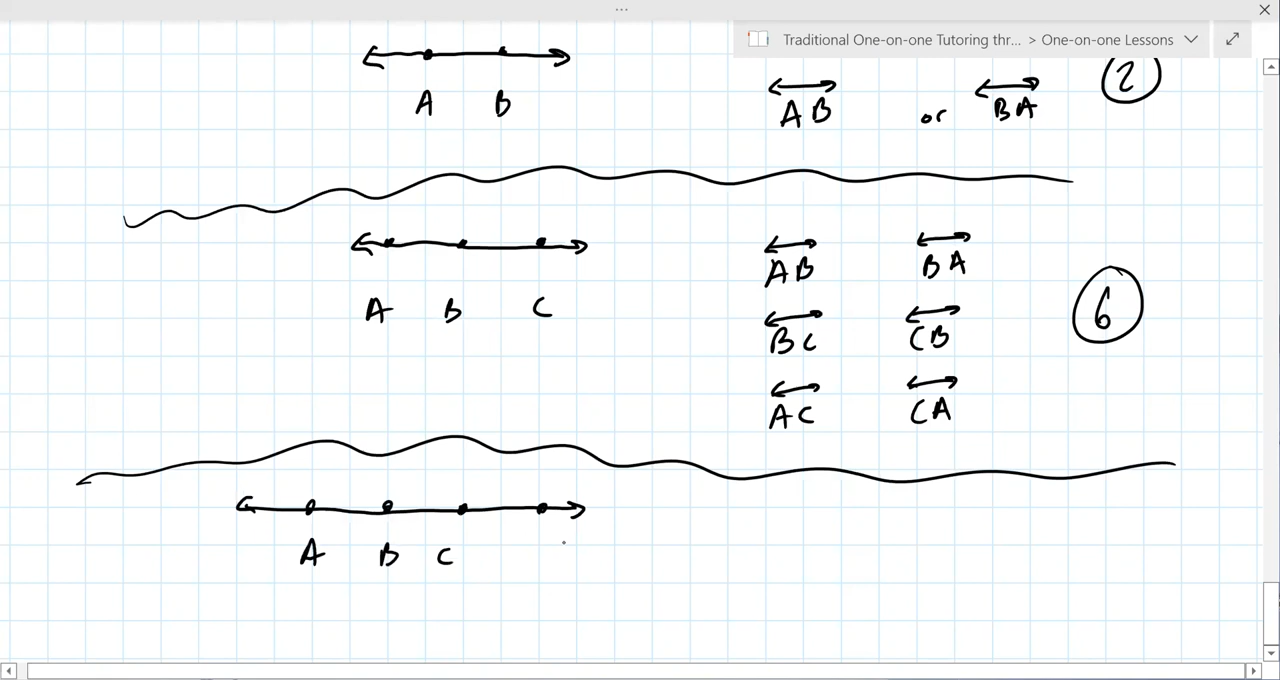 Traditional One-on-one Tutoring thr... > One-on-one Lessons
A B
AB or BA
2
AB BA
A B C
BC CB
6
AC CA
A B C